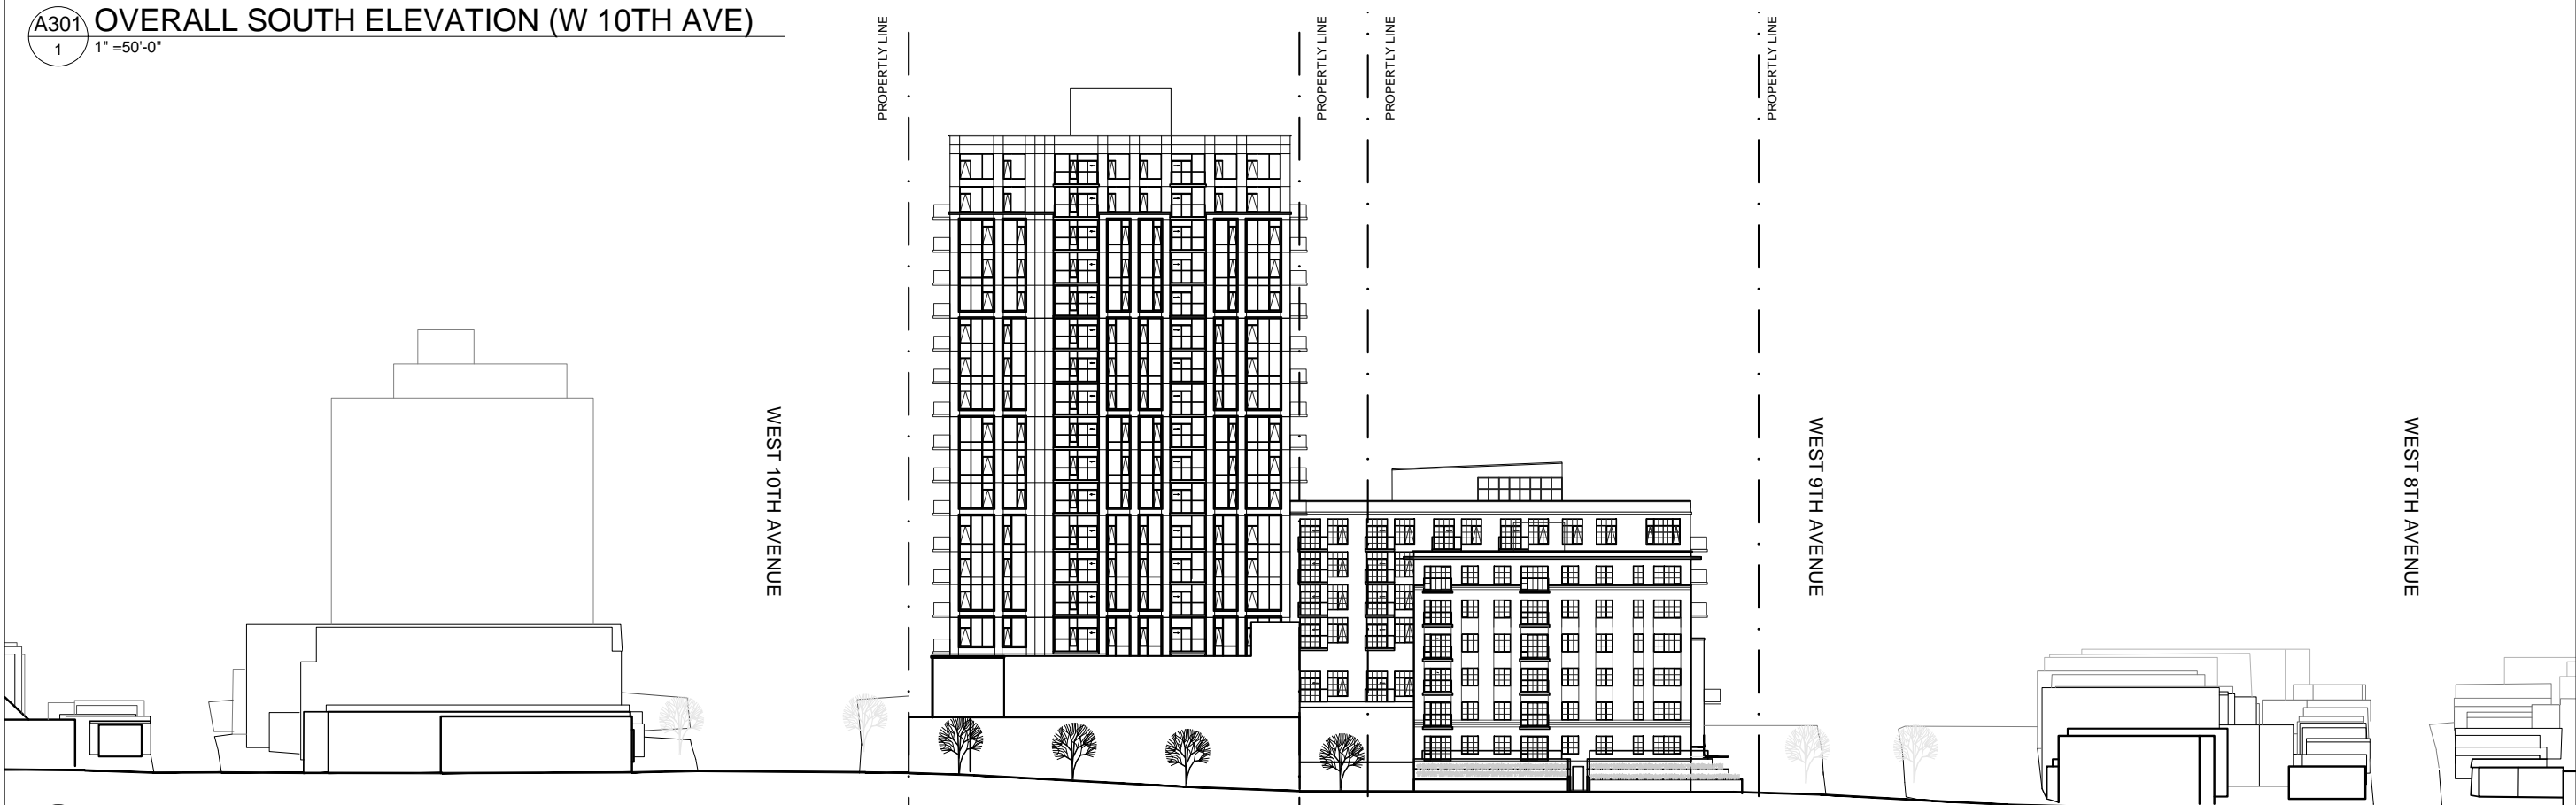 A301
1
OVERALL SOUTH ELEVATION (W 10TH AVE)
1" =50'-0"
PROPERTLY LINE
PROPERTLY LINE
PROPERTLY LINE
PROPERTLY LINE
WEST 10TH AVENUE
WEST 9TH AVENUE
WEST 8TH AVENUE